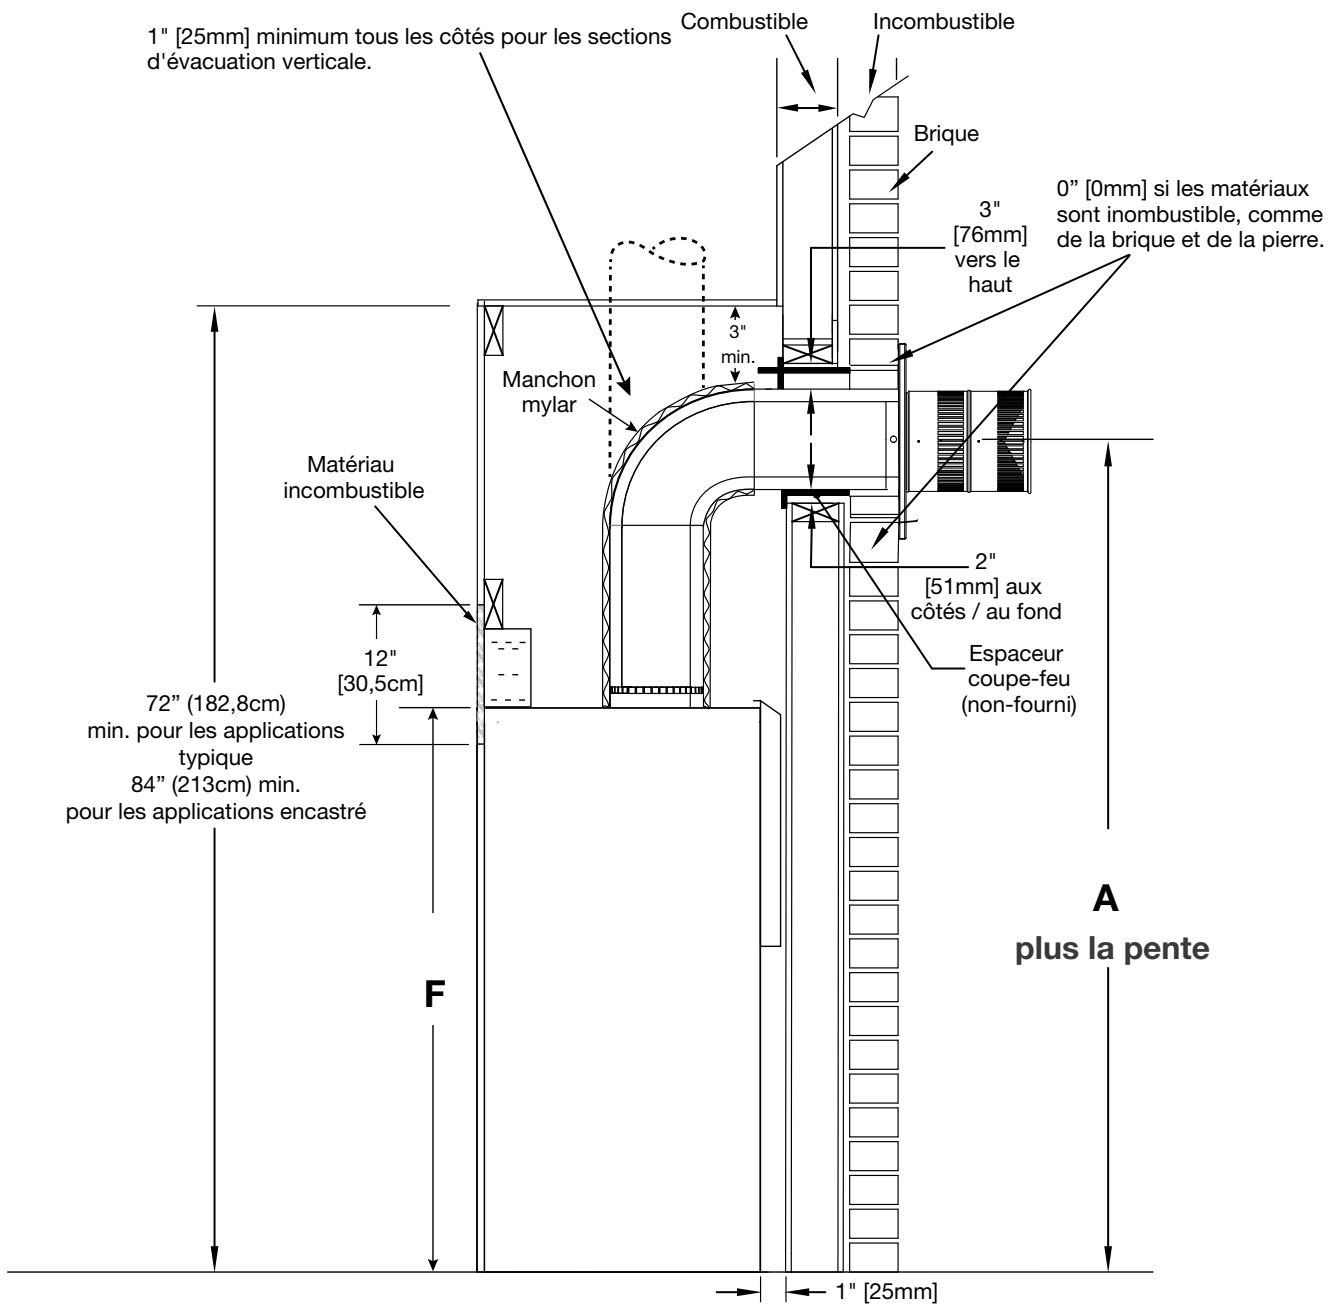 1" [25mm] minimum tous les côtés pour les sections
d'évacuation verticale.
Combustible
Incombustible
Brique
0” [0mm] si les matériaux
sont inombustible, comme
de la brique et de la pierre.
3"
[76mm]
vers le
haut
3"
min.
Manchon
mylar
Matériau
incombustible
2"
[51mm] aux
côtés / au fond
12"
[30,5cm]
Espaceur
coupe-feu
(non-fourni)
72” (182,8cm)
min. pour les applications
typique
84” (213cm) min.
pour les applications encastré
A
plus la pente
F
1" [25mm]